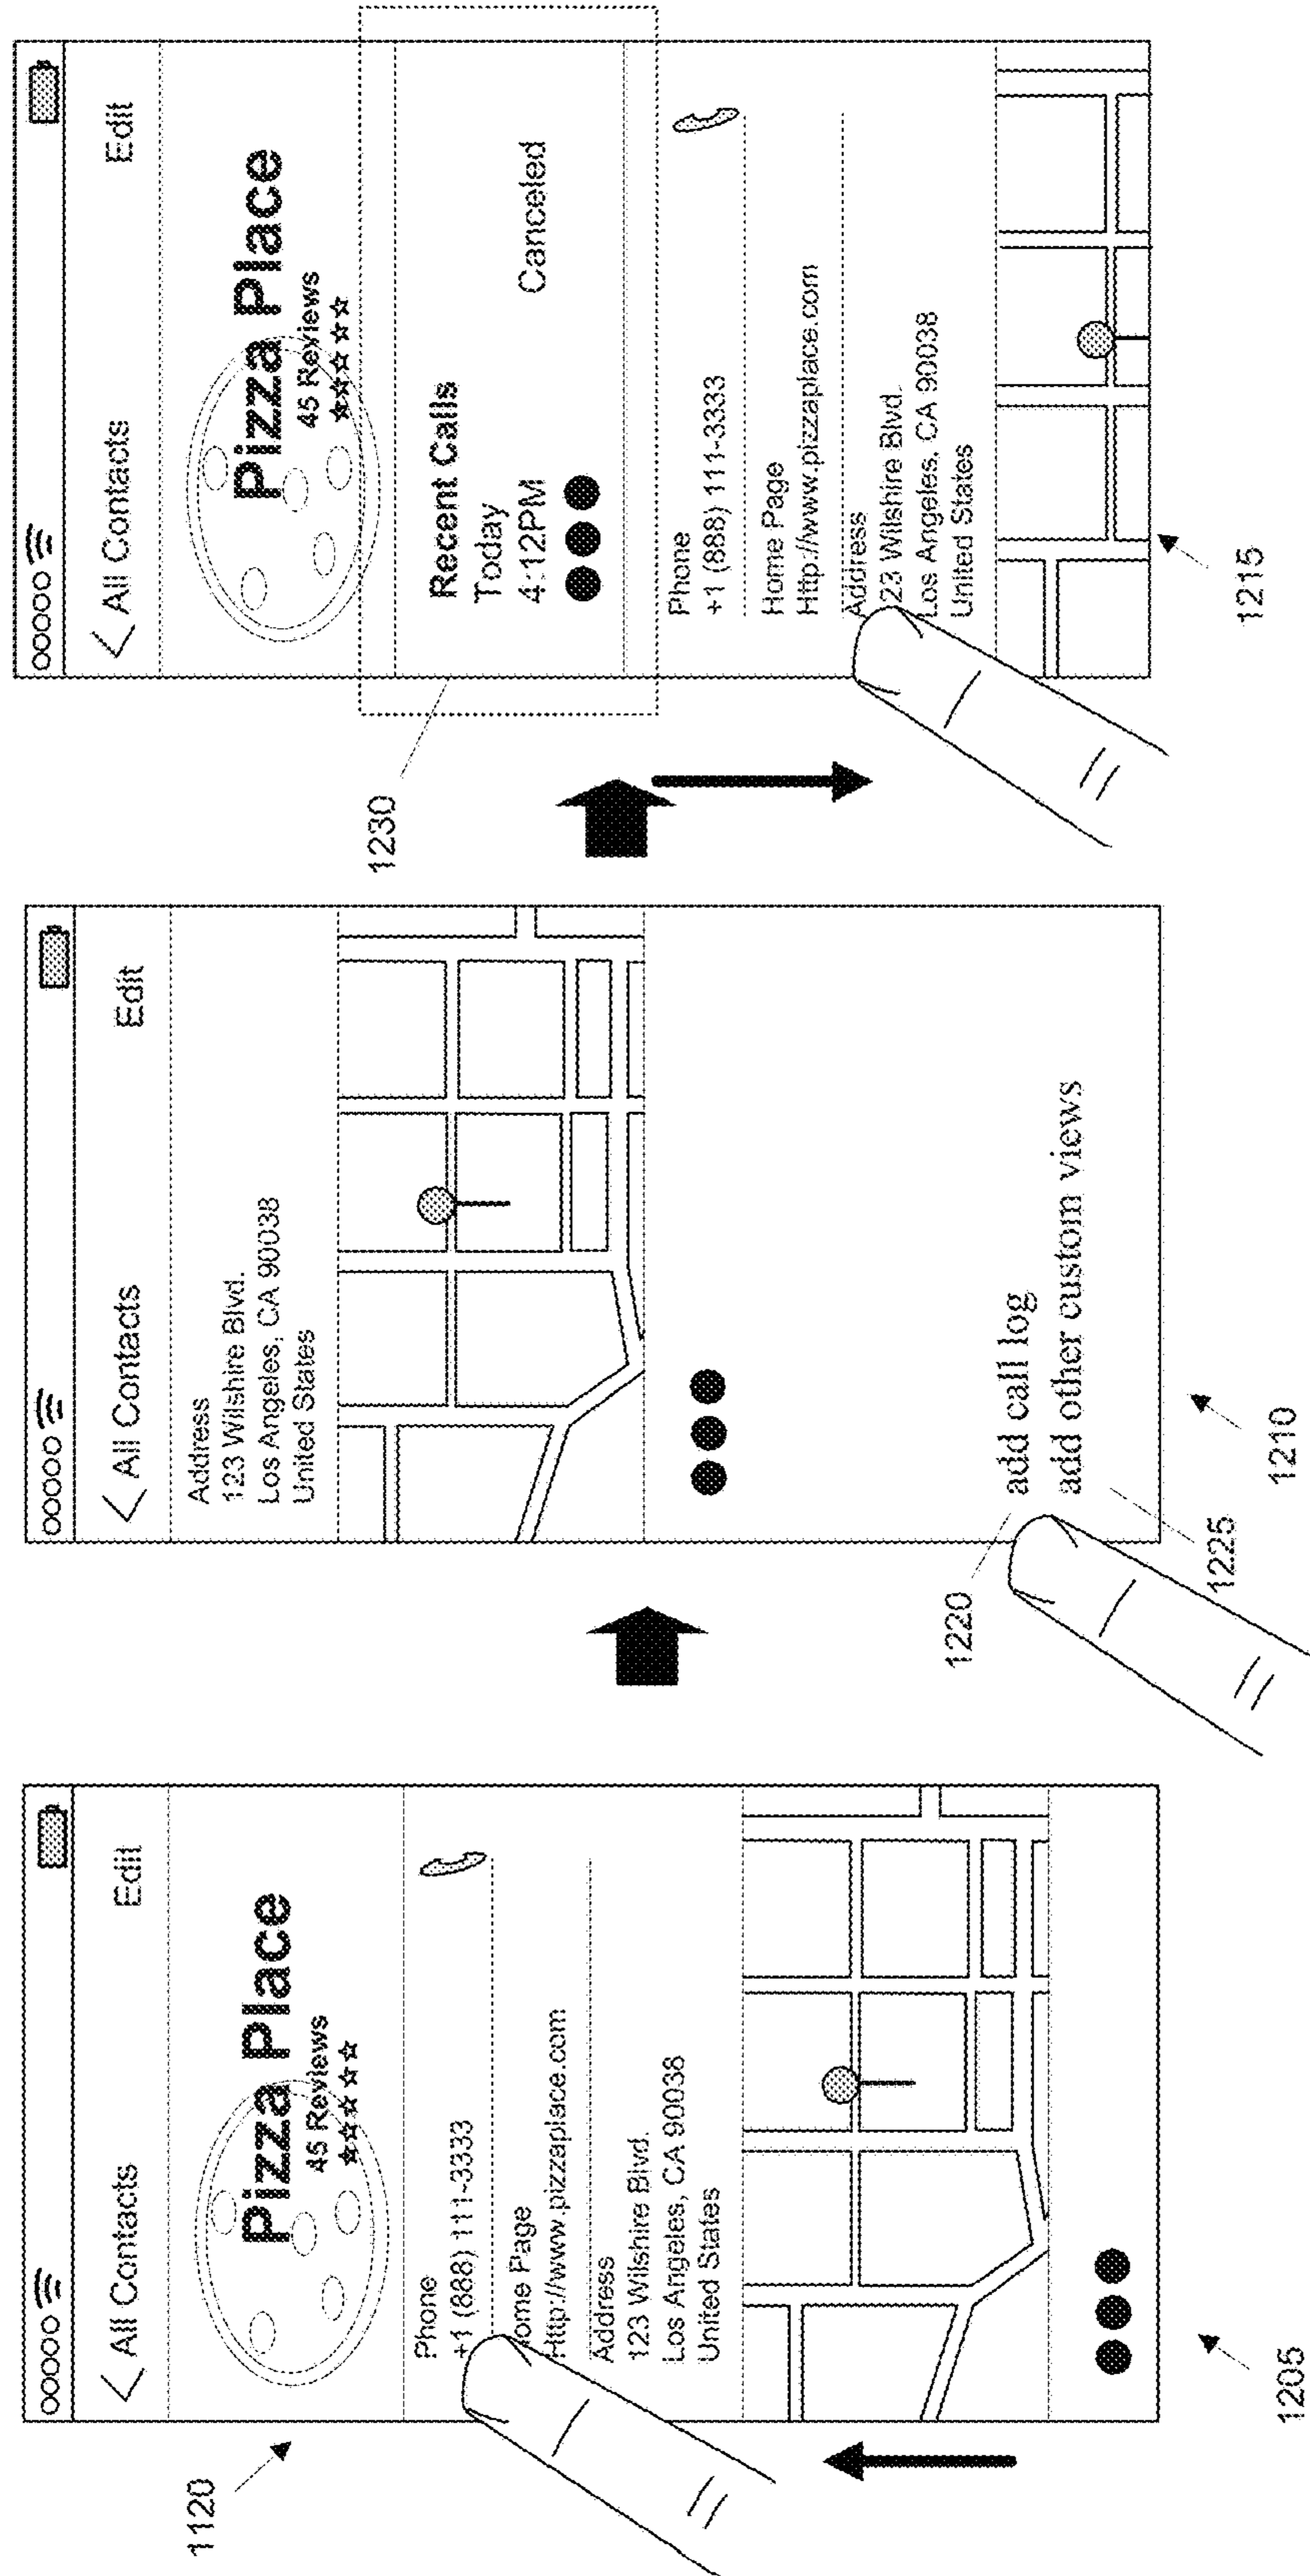 1120
All Contacts Edit
Pizza Place
45 Reviews
Phone
+1 (888) 111-3333
ome Page
Http://www.pizzaplace.com
Address
123 Wilshire Blvd.
Los Angeles, CA 90038
United States
1205
All Contacts Edit
Address
123 Wilshire Blvd.
Los Angeles, CA 90038
United States
1220
add call log
add other custom views
1225
1210
All Contacts Edit
Pizza Place
45 Reviews
1230
Recent Calls
Today
4:12PM Canceled
Phone
+1 (888) 111-3333
Home Page
Http://www.pizzaplace.com
Address
23 Wilshire Blvd.
Los Angeles, CA 90038
United States
1215